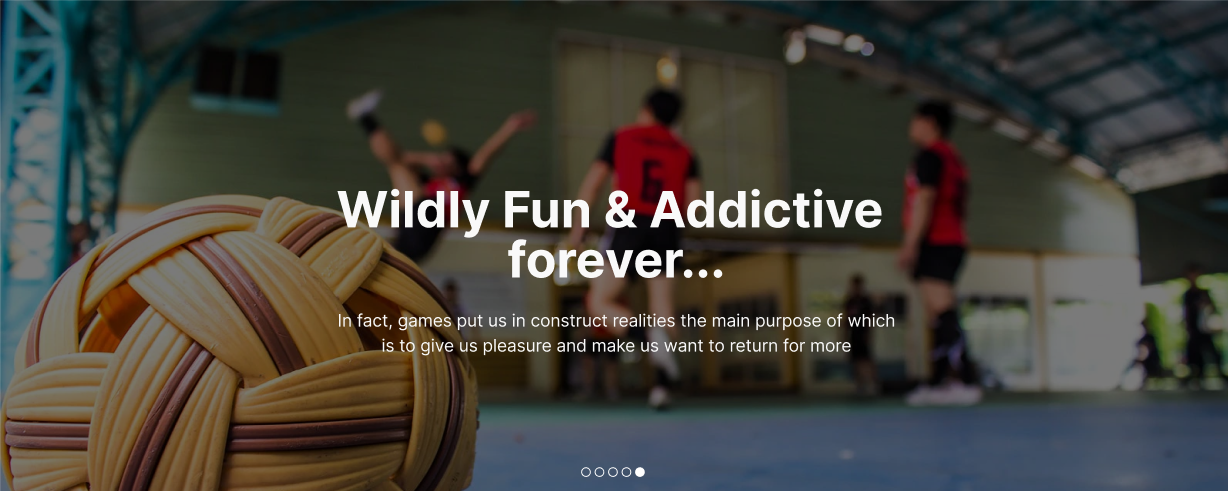 Wildly Fun & Addictive
forever...
In fact, games put us in construct realities the main purpose of which
is to give us pleasure and make us want to return for more
6